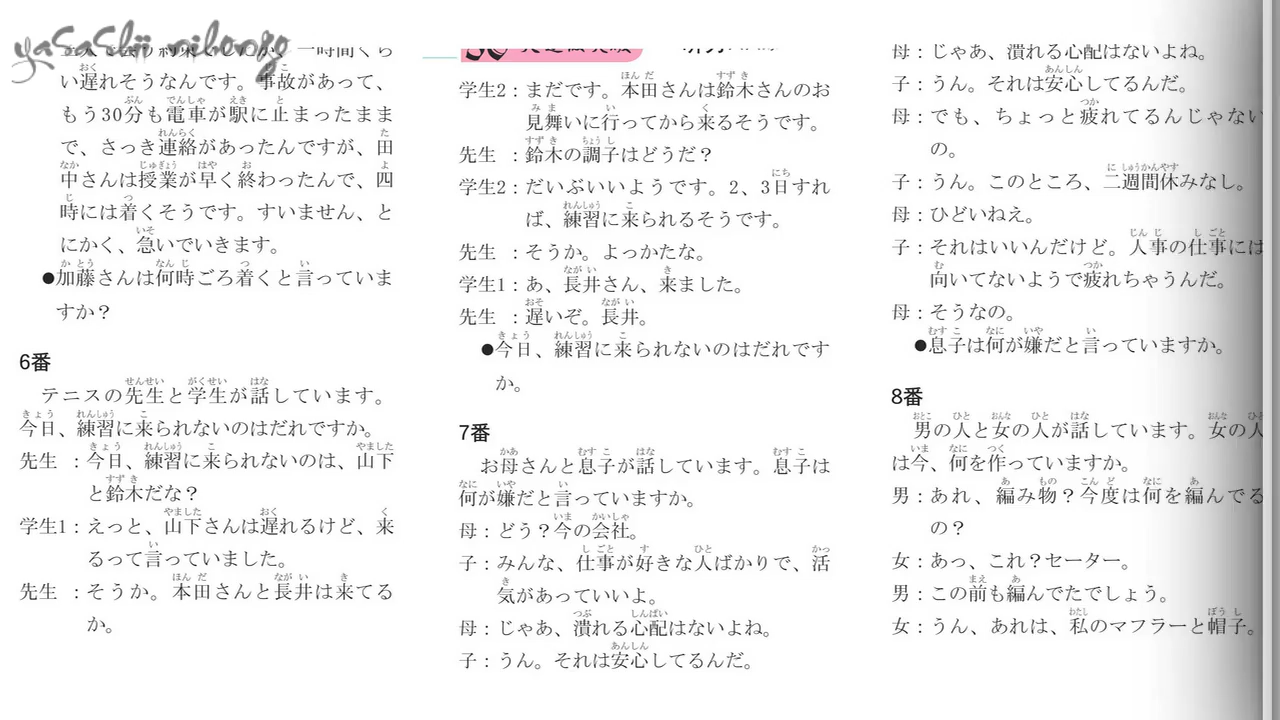 yasashii nihongo
い遅れそうなんです。事故があって、
もう30分も電車が駅に止まったまま
で、さっき連絡があったんですが、田
中さんは授業が早く終わったんで、四
時には着くそうです。すいません、と
にかく、急いでいきます。
●加藤さんは何時ごろ着くと言っていま
すか？
6番
テニスの先生と学生が話しています。
今日、練習に来られないのはだれですか。
先生 ：今日、練習に来られないのは、山下
と鈴木だな？
学生1：えっと、山下さんは遅れるけど、来
るって言っていました。
先生 ：そうか。本田さんと長井は来てる
か。
学生2：まだです。本田さんは鈴木さんのお
見舞いに行ってから来るそうです。
先生 ：鈴木の調子はどうだ？
学生2：だいぶいいようです。2、3日すれ
ば、練習に来られるそうです。
先生 ：そうか。よっかたな。
学生1：あ、長井さん、来ました。
先生 ：遅いぞ。長井。
●今日、練習に来られないのはだれです
か。
7番
お母さんと息子が話しています。息子は
何が嫌だと言っていますか。
母：どう？今の会社。
子：みんな、仕事が好きな人ばかりで、活
気があっていいよ。
母：じゃあ、潰れる心配はないよね。
子：うん。それは安心してるんだ。
母：じゃあ、潰れる心配はないよね。
子：うん。それは安心してるんだ。
母：でも、ちょっと疲れてるんじゃない
の。
子：うん。このところ、二週間休みなし。
母：ひどいねえ。
子：それはいいんだけど。人事の仕事には
向いてないようで疲れちゃうんだ。
母：そうなの。
●息子は何が嫌だと言っていますか。
8番
男の人と女の人が話しています。女の人
は今、何を作っていますか。
男：あれ、編み物？今度は何を編んでる
の？
女：あっ、これ？セーター。
男：この前も編んでたでしょう。
女：うん、あれは、私のマフラーと帽子。